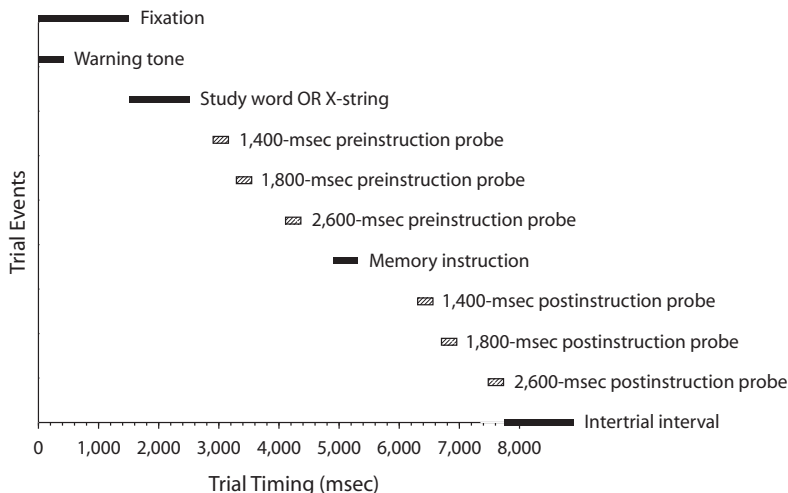 Fixation
Warning tone
Study word OR X-string
1,400-msec preinstruction probe
1,800-msec preinstruction probe
2,600-msec preinstruction probe
Memory instruction
1,400-msec postinstruction probe
1,800-msec postinstruction probe
2,600-msec postinstruction probe
Intertrial interval
Trial Events
0 1,000 2,000 3,000 4,000 5,000 6,000 7,000 8,000
Trial Timing (msec)